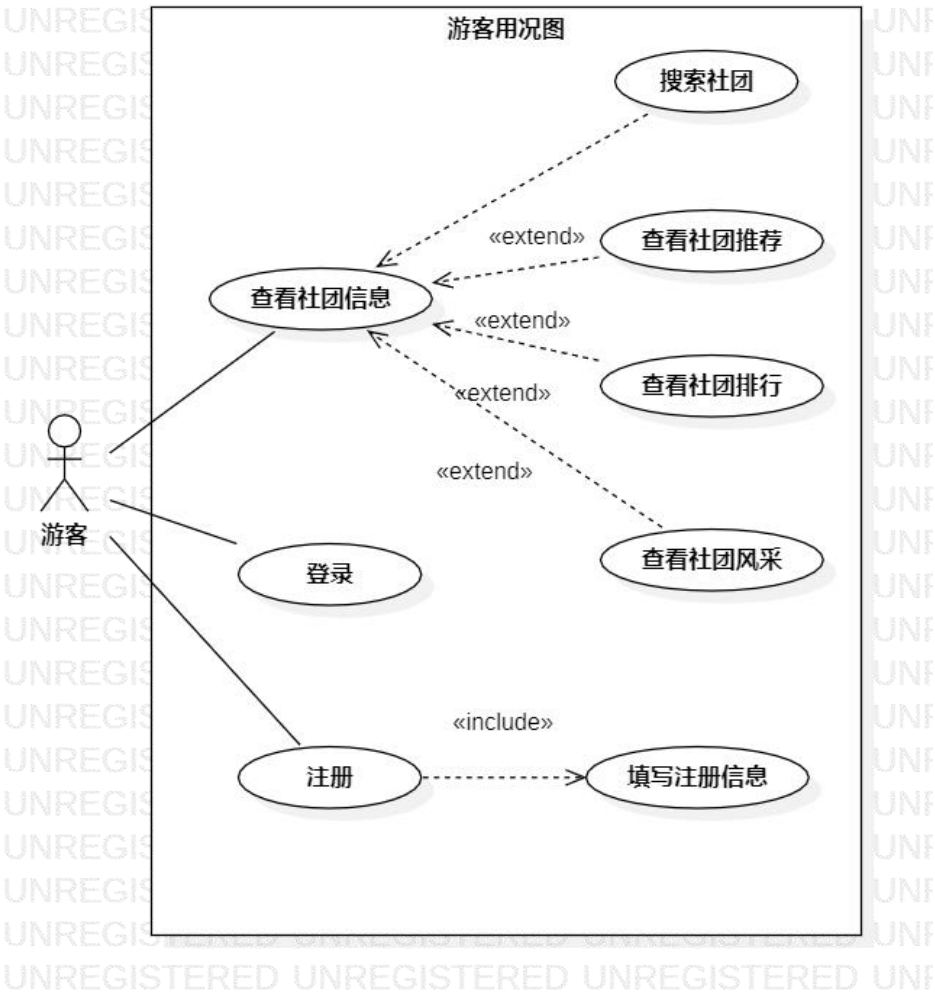 游客用况图
搜索社团
«extend»
查看社团推荐
查看社团信息
«extend»
查看社团排行
«extend»
«extend»
游客
查看社团风采
登录
«include»
注册
填写注册信息
UNREGISTERED UNREGISTERED UNREGISTERED UNR